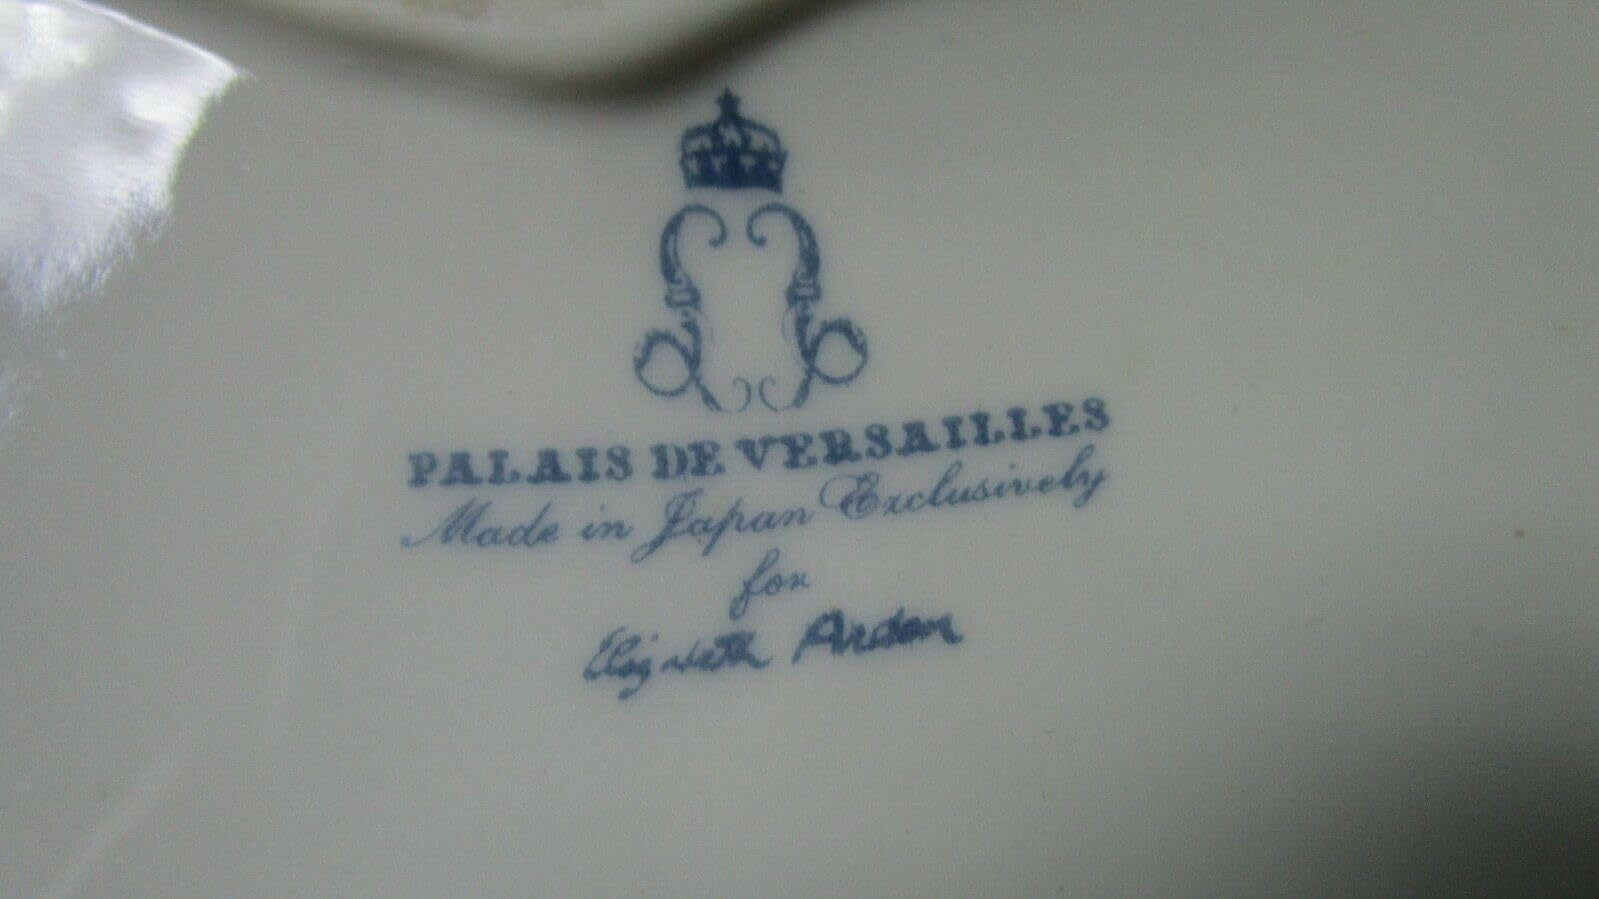 PALAIS DE VERSAILLES
Made in Japan Exclusively
for
Elizabeth Arden